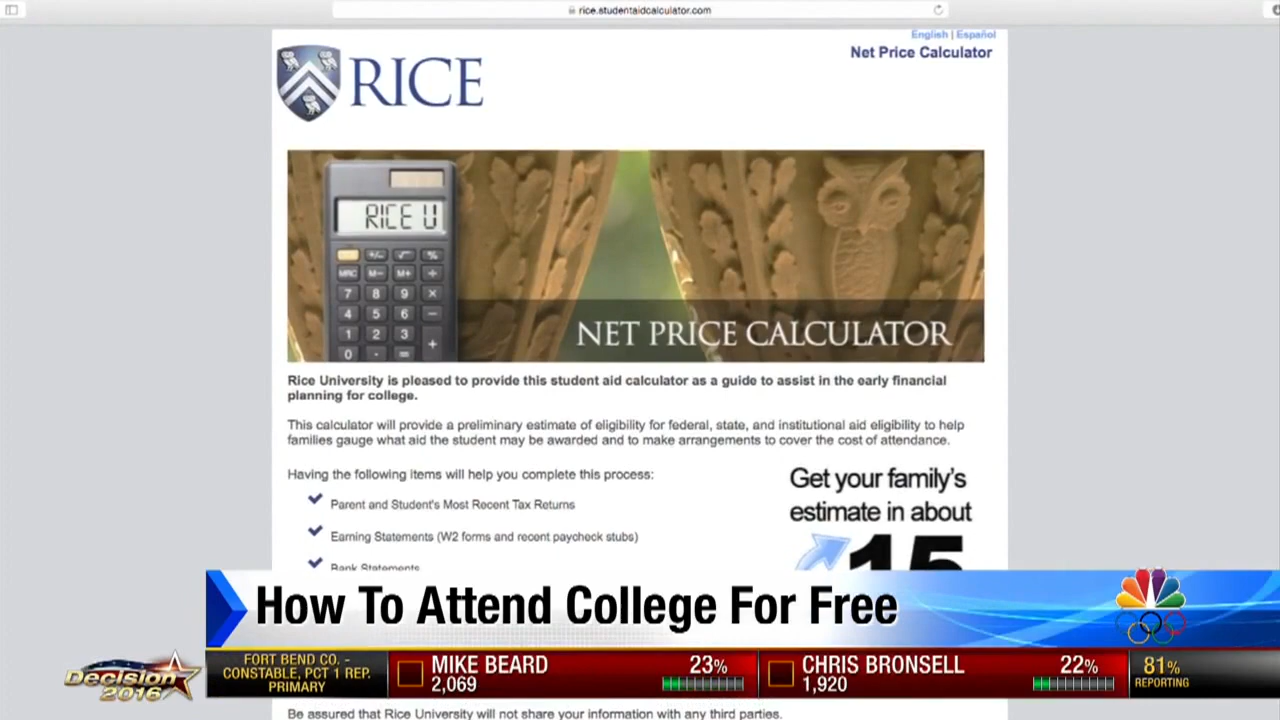 rice.studentaidcalculator.com
English | Español
Net Price Calculator
RICE
RICE U
+/- √ %
MRC M- M+ ÷
7 8 9 ×
4 5 6 −
1 2 3 +
0 . =
NET PRICE CALCULATOR
Rice University is pleased to provide this student aid calculator as a guide to assist in the early financial
planning for college.
This calculator will provide a preliminary estimate of eligibility for federal, state, and institutional aid eligibility to help
families gauge what aid the student may be awarded and to make arrangements to cover the cost of attendance.
Having the following items will help you complete this process:
Parent and Student's Most Recent Tax Returns
Earning Statements (W2 forms and recent paycheck stubs)
Bank Statements
Get your family's
estimate in about
15
How To Attend College For Free
Decision
2016
FORT BEND CO. -
CONSTABLE, PCT 1 REP.
PRIMARY
MIKE BEARD 23%
2,069
CHRIS BRONSELL 22%
1,920
81%
REPORTING
Be assured that Rice University will not share your information with any third parties.